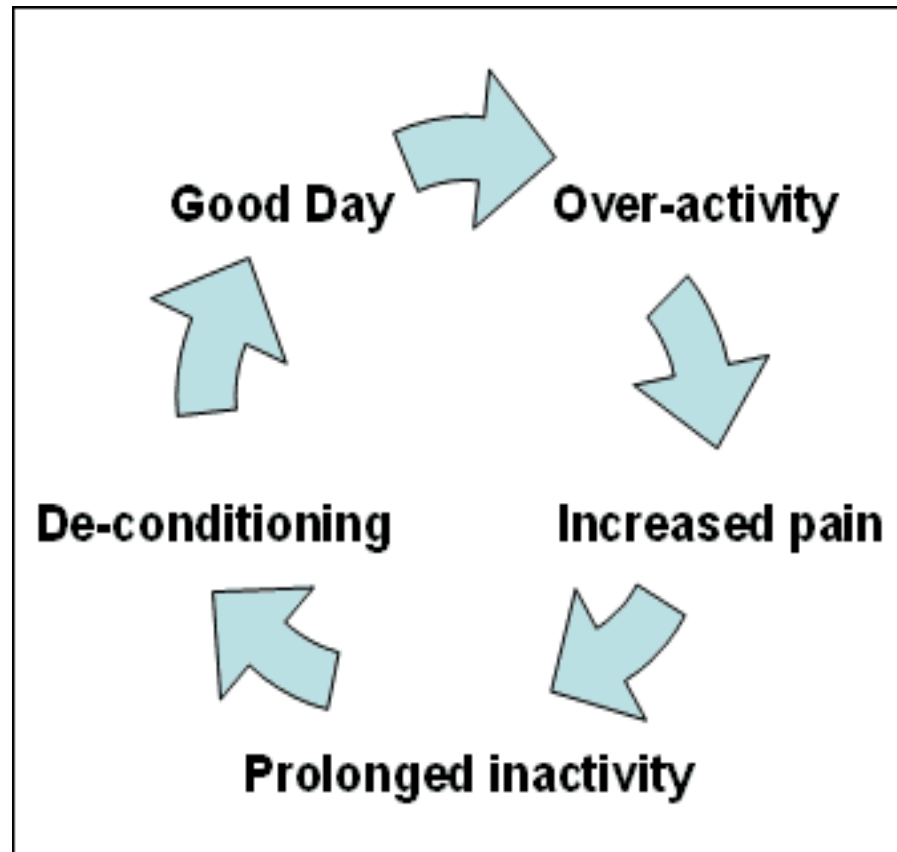 Good Day
Over-activity
Increased pain
Prolonged inactivity
De-conditioning